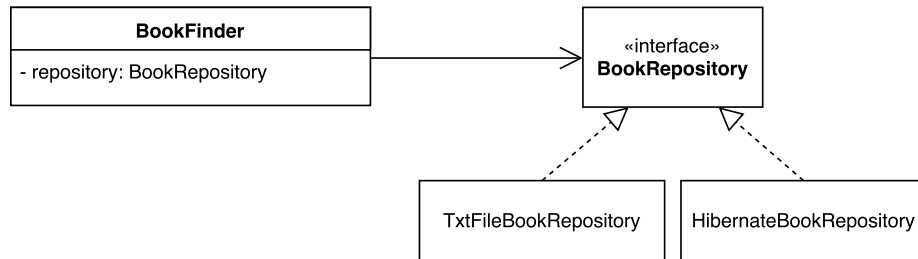 BookFinder
- repository: BookRepository
«interface»
BookRepository
TxtFileBookRepository
HibernateBookRepository